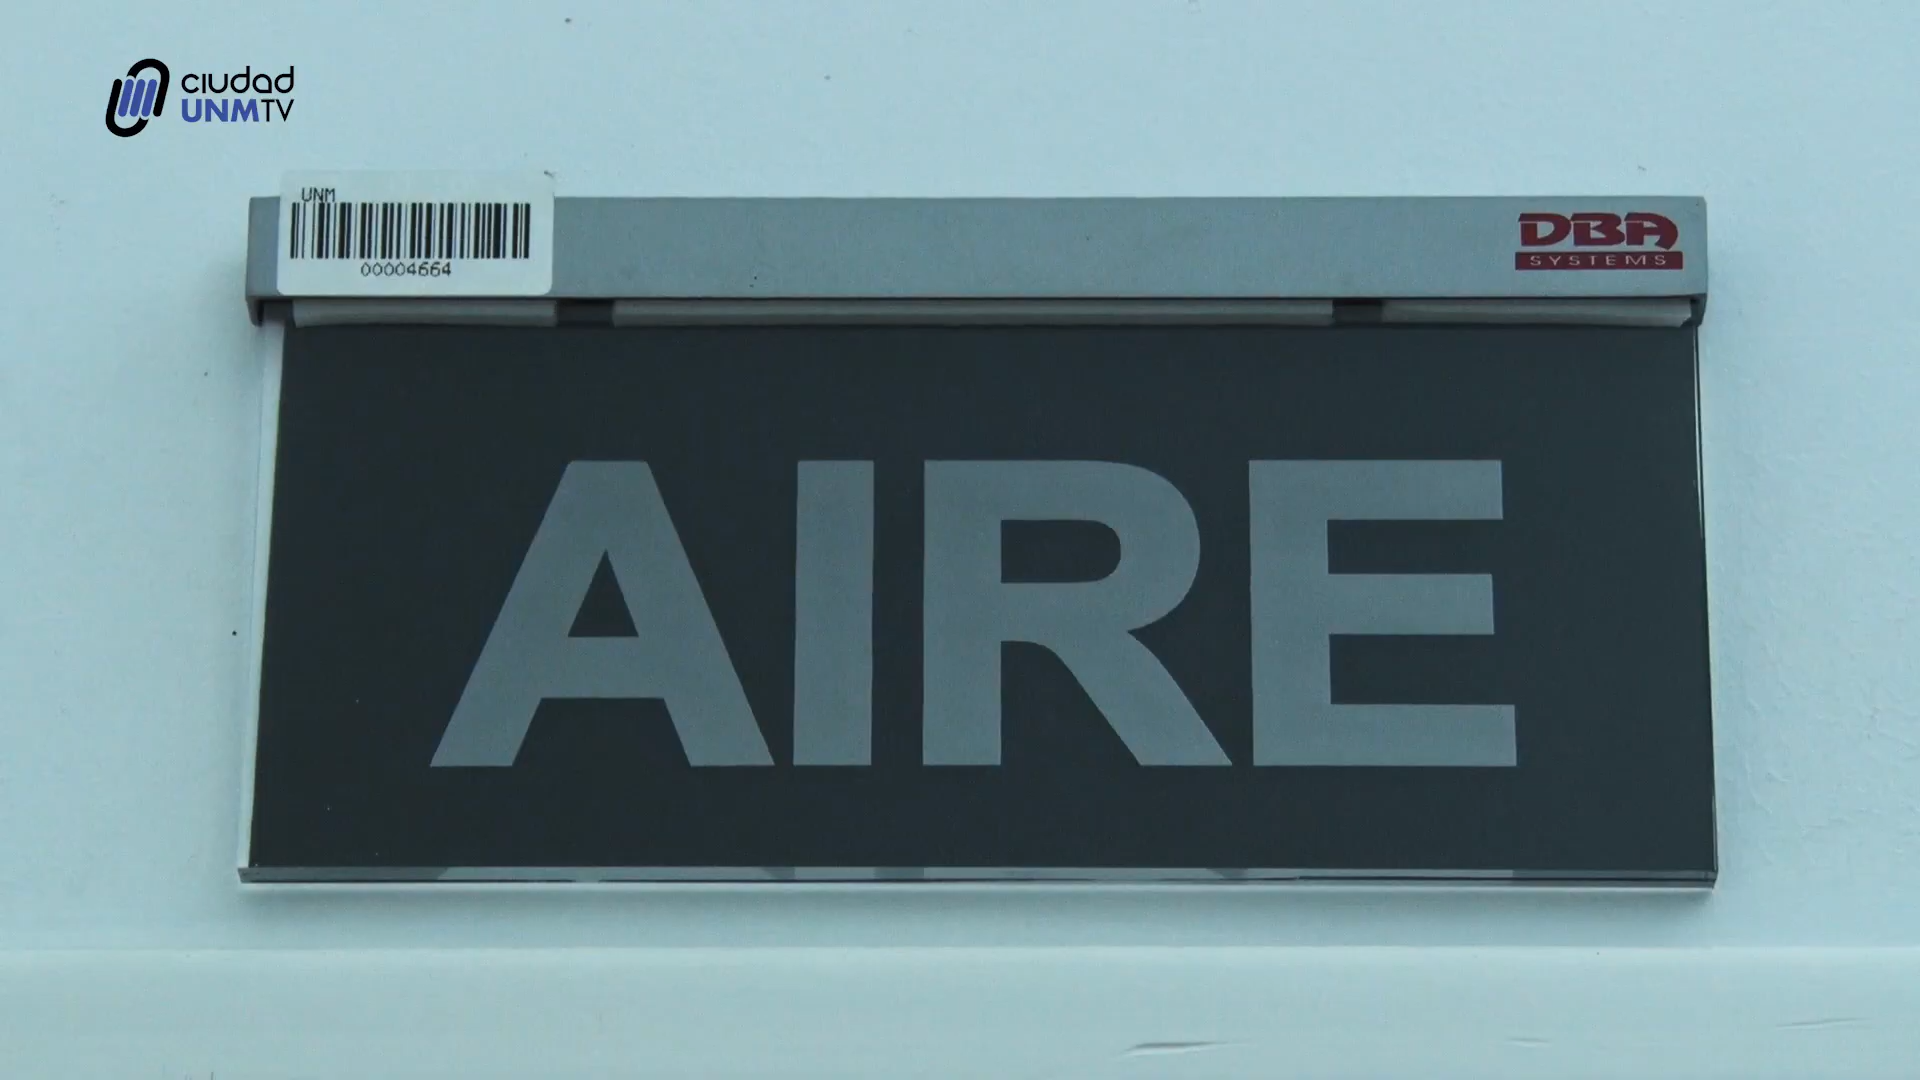 ciudad
UNMTV
UNM
00004664
DBA
SYSTEMS
AIRE